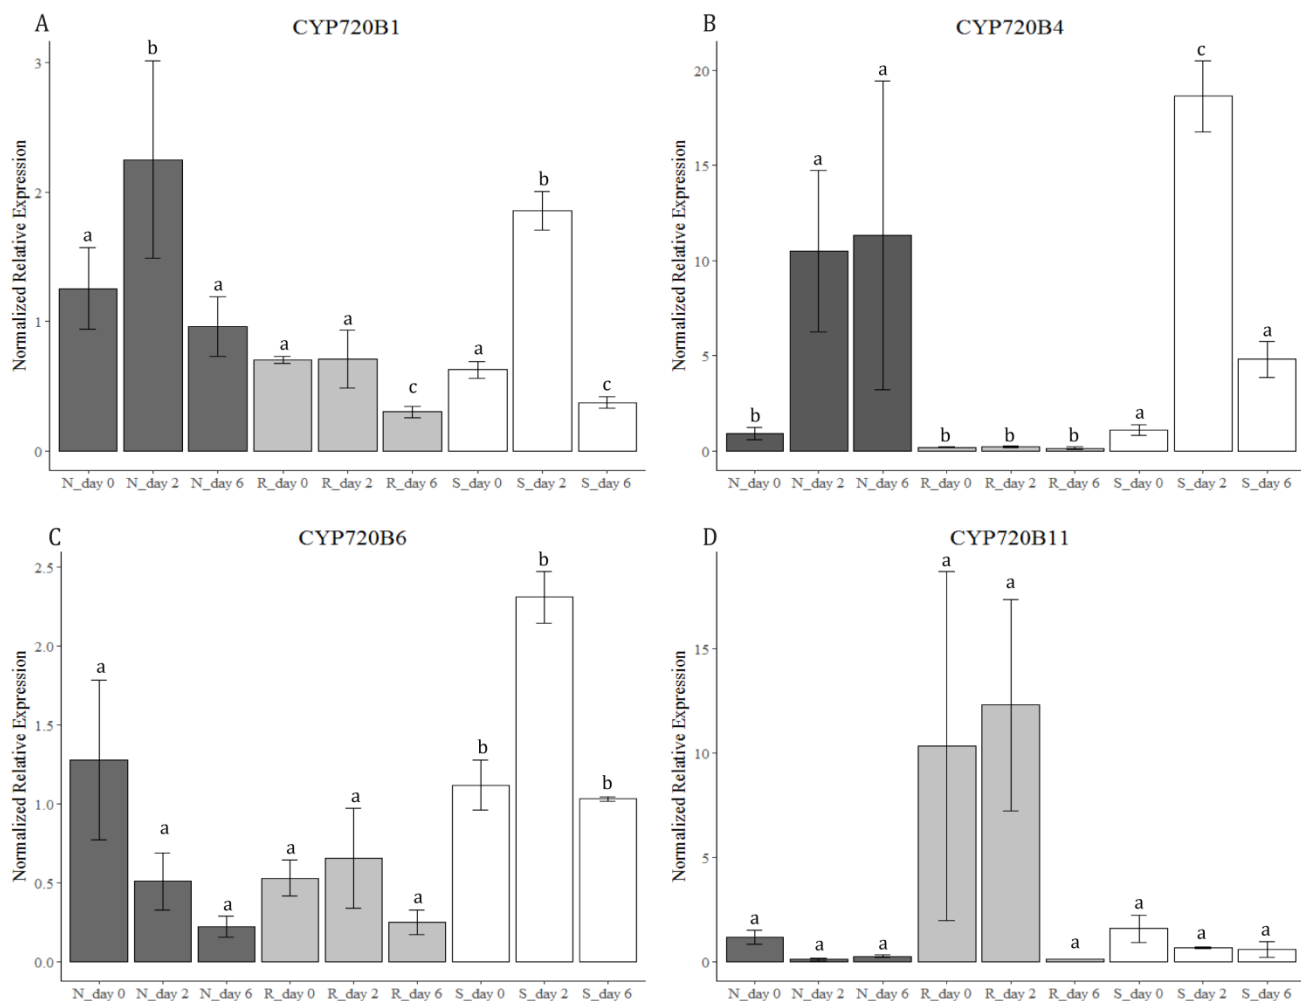 A
CYP720B1
Normalized Relative Expression
3
2
1
0
a
b
a
a
a
c
a
b
c
N_day 0 N_day 2 N_day 6 R_day 0 R_day 2 R_day 6 S_day 0 S_day 2 S_day 6
B
CYP720B4
Normalized Relative Expression
20
15
10
5
0
b
a
a
b
b
b
a
c
a
N_day 0 N_day 2 N_day 6 R_day 0 R_day 2 R_day 6 S_day 0 S_day 2 S_day 6
C
CYP720B6
Normalized Relative Expression
2.5
2.0
1.5
1.0
0.5
0.0
a
a
a
a
a
a
b
b
b
N_day 0 N_day 2 N_day 6 R_day 0 R_day 2 R_day 6 S_day 0 S_day 2 S_day 6
D
CYP720B11
Normalized Relative Expression
15
10
5
0
a
a
a
a
a
a
a
a
a
N_day 0 N_day 2 N_day 6 R_day 0 R_day 2 R_day 6 S_day 0 S_day 2 S_day 6